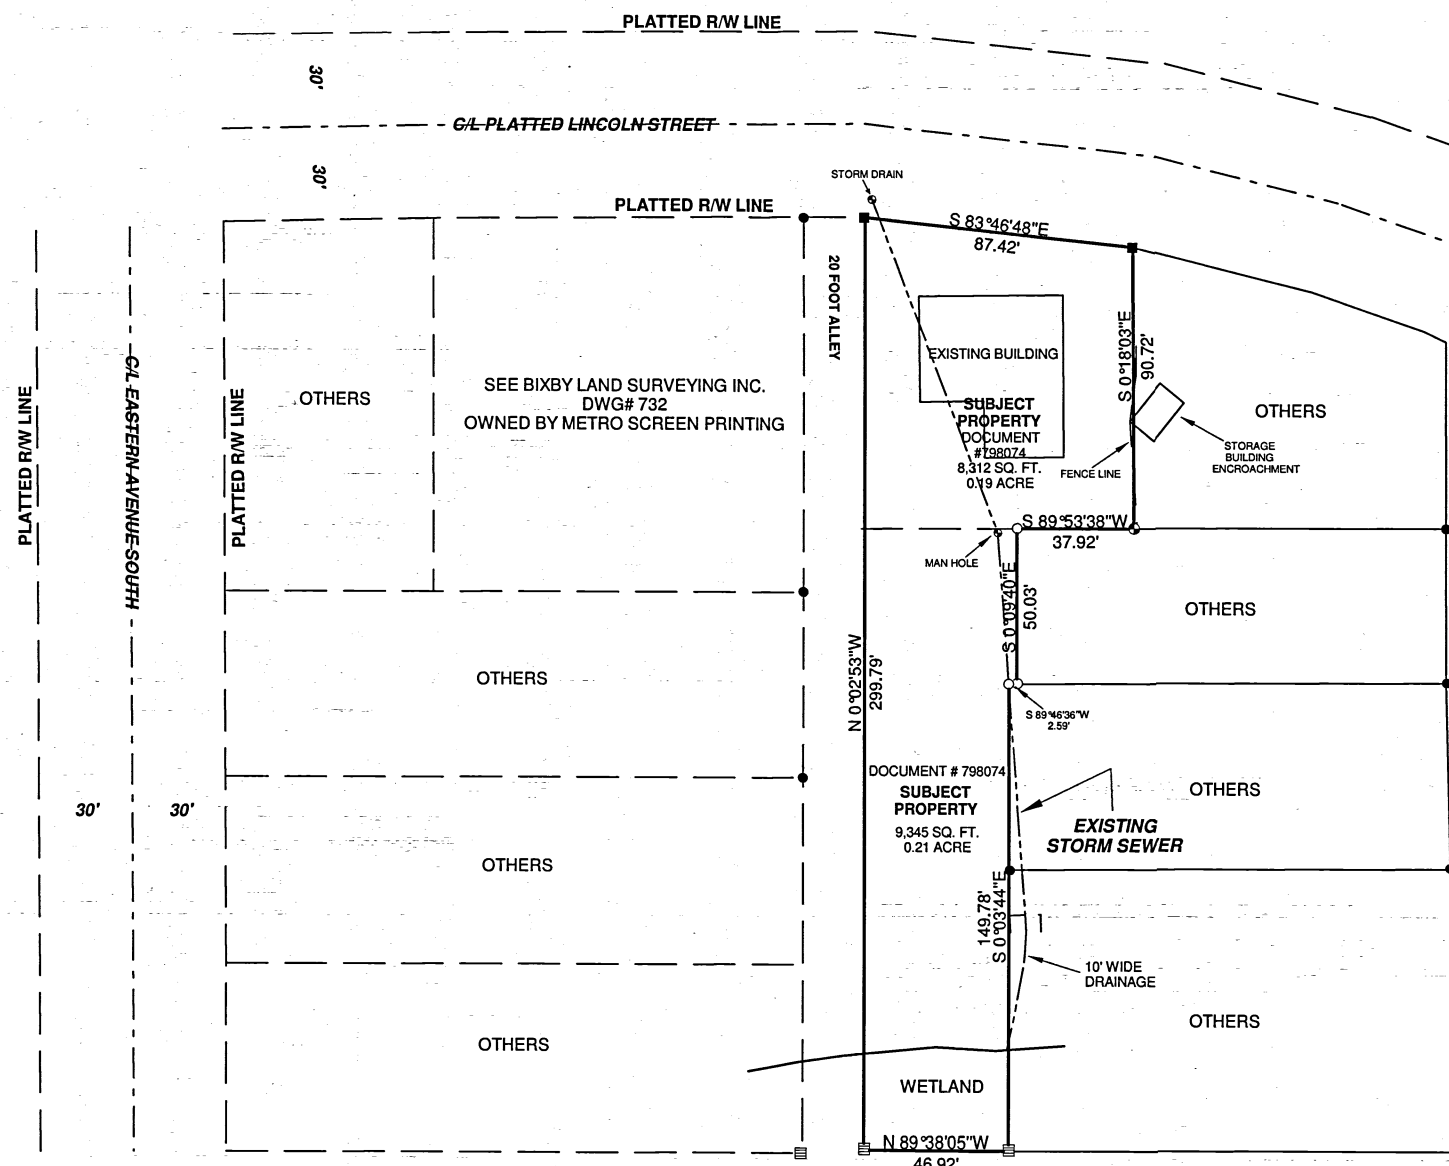 PLATTED R/W LINE
30'
C/L PLATTED LINCOLN STREET
30'
STORM DRAIN
PLATTED R/W LINE
S 83°46'48"E
87.42'
20 FOOT ALLEY
EXISTING BUILDING
S 0°18'03"E
90.72'
C/L EASTERN AVENUE SOUTH
PLATTED R/W LINE
PLATTED R/W LINE
OTHERS
SEE BIXBY LAND SURVEYING INC.
DWG# 732
OWNED BY METRO SCREEN PRINTING
SUBJECT
PROPERTY
DOCUMENT
#798074
8,312 SQ. FT.
0.19 ACRE
OTHERS
STORAGE
BUILDING
ENCROACHMENT
FENCE LINE
S 89°53'38"W
37.92'
MAN HOLE
S 0°09'40"E
50.03'
OTHERS
N 0°02'53"W
299.79'
OTHERS
S 89°46'36"W
2.59'
DOCUMENT # 798074
SUBJECT
PROPERTY
9,345 SQ. FT.
0.21 ACRE
OTHERS
30'
30'
EXISTING
STORM SEWER
OTHERS
149.78'
S 0°03'44"E
10' WIDE
DRAINAGE
OTHERS
OTHERS
WETLAND
N 89°38'05"W
46.92'